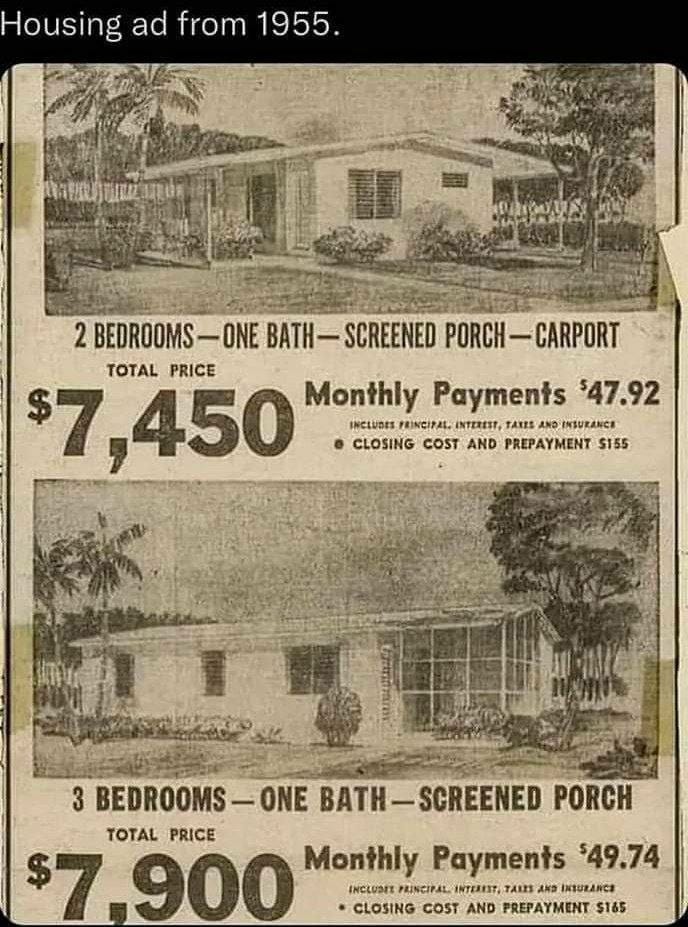 Housing ad from 1955.
2 BEDROOMS—ONE BATH—SCREENED PORCH—CARPORT
TOTAL PRICE
$7,450
Monthly Payments $47.92
INCLUDES PRINCIPAL, INTEREST, TAXES AND INSURANCE
• CLOSING COST AND PREPAYMENT $155
3 BEDROOMS—ONE BATH—SCREENED PORCH
TOTAL PRICE
$7,900
Monthly Payments $49.74
INCLUDES PRINCIPAL, INTEREST, TAXES AND INSURANCE
• CLOSING COST AND PREPAYMENT $165